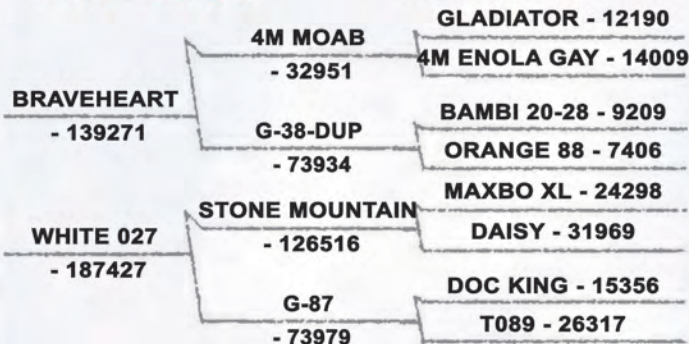 GLADIATOR - 12190
4M MOAB
- 32951
4M ENOLA GAY - 14009
BRAVEHEART
- 139271
BAMBI 20-28 - 9209
G-38-DUP
- 73934
ORANGE 88 - 7406
MAXBO XL - 24298
STONE MOUNTAIN
- 126516
DAISY - 31969
WHITE 027
- 187427
DOC KING - 15356
G-87
- 73979
T089 - 26317